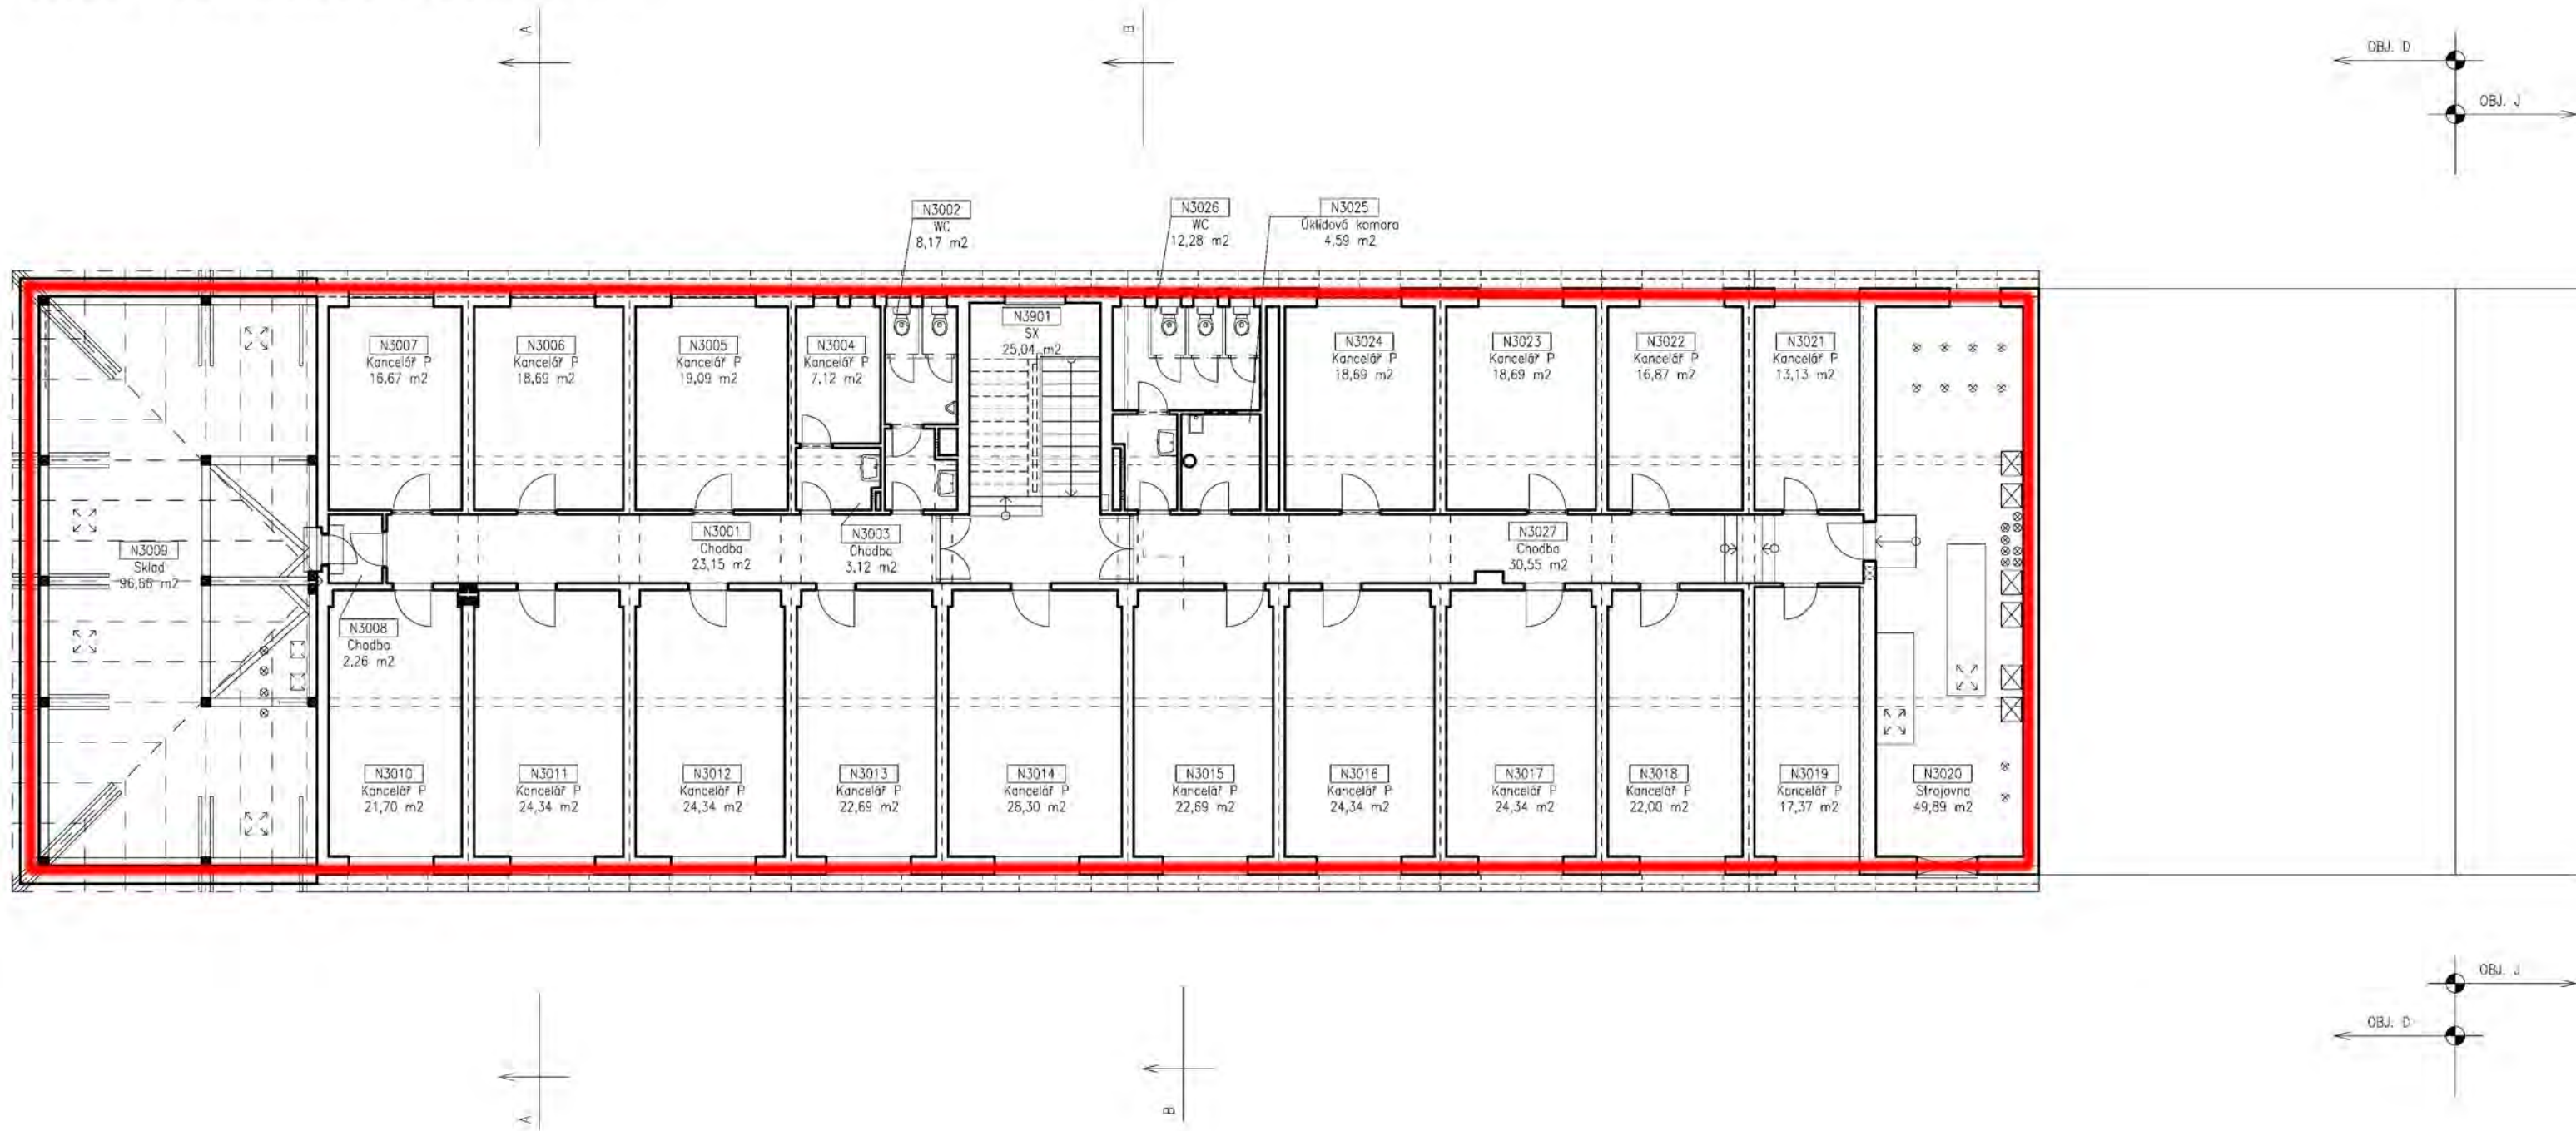 A
B
OBJ. D
OBJ. J
N3002
WC
8,17 m2
N3026
WC
12,28 m2
N3025
Úklidová komora
4,59 m2
N3007
Kancelář P
16,67 m2
N3006
Kancelář P
18,69 m2
N3005
Kancelář P
19,09 m2
N3004
Kancelář P
7,12 m2
N3901
SX
25,04 m2
N3024
Kancelář P
18,69 m2
N3023
Kancelář P
18,69 m2
N3022
Kancelář P
16,87 m2
N3021
Kancelář P
13,13 m2
N3009
Sklad
96,66 m2
N3001
Chodba
23,15 m2
N3003
Chodba
3,12 m2
N3027
Chodba
30,55 m2
N3008
Chodba
2,26 m2
N3010
Kancelář P
21,70 m2
N3011
Kancelář P
24,34 m2
N3012
Kancelář P
24,34 m2
N3013
Kancelář P
22,69 m2
N3014
Kancelář P
28,30 m2
N3015
Kancelář P
22,69 m2
N3016
Kancelář P
24,34 m2
N3017
Kancelář P
24,34 m2
N3018
Kancelář P
22,00 m2
N3019
Kancelář P
17,37 m2
N3020
Strojovna
49,89 m2
OBJ. J
OBJ. D
A
B